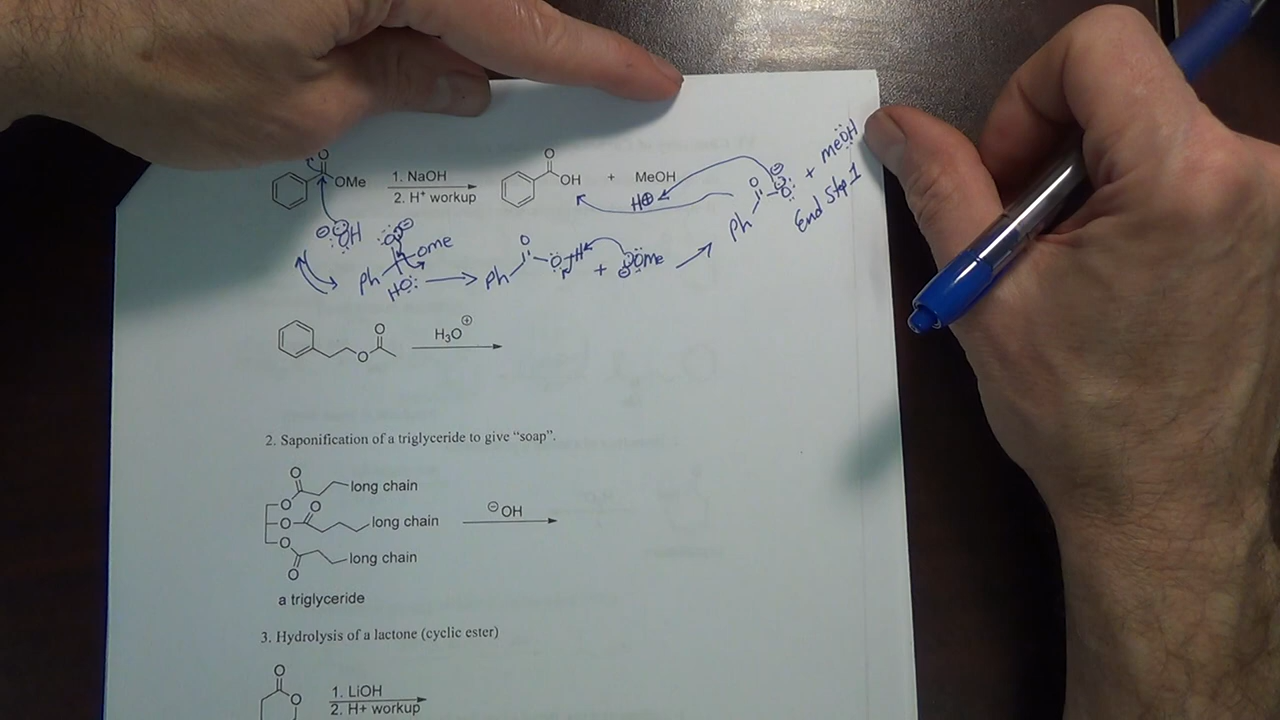 O
OMe
1. NaOH
2. H⁺ workup
O
OH
+ MeOH
H⊕
O
Ph
⊖
O
+ MeOH
End Step 1
⊖ OH
O ⊖
OMe
Ph
HO
O
Ph
O H
+
⊖ OMe
O
O
H₃O ⊕
2. Saponification of a triglyceride to give “soap”.
O
long chain
O
O
O
long chain
O
long chain
O
⊖OH
a triglyceride
3. Hydrolysis of a lactone (cyclic ester)
O
O
1. LiOH
2. H+ workup